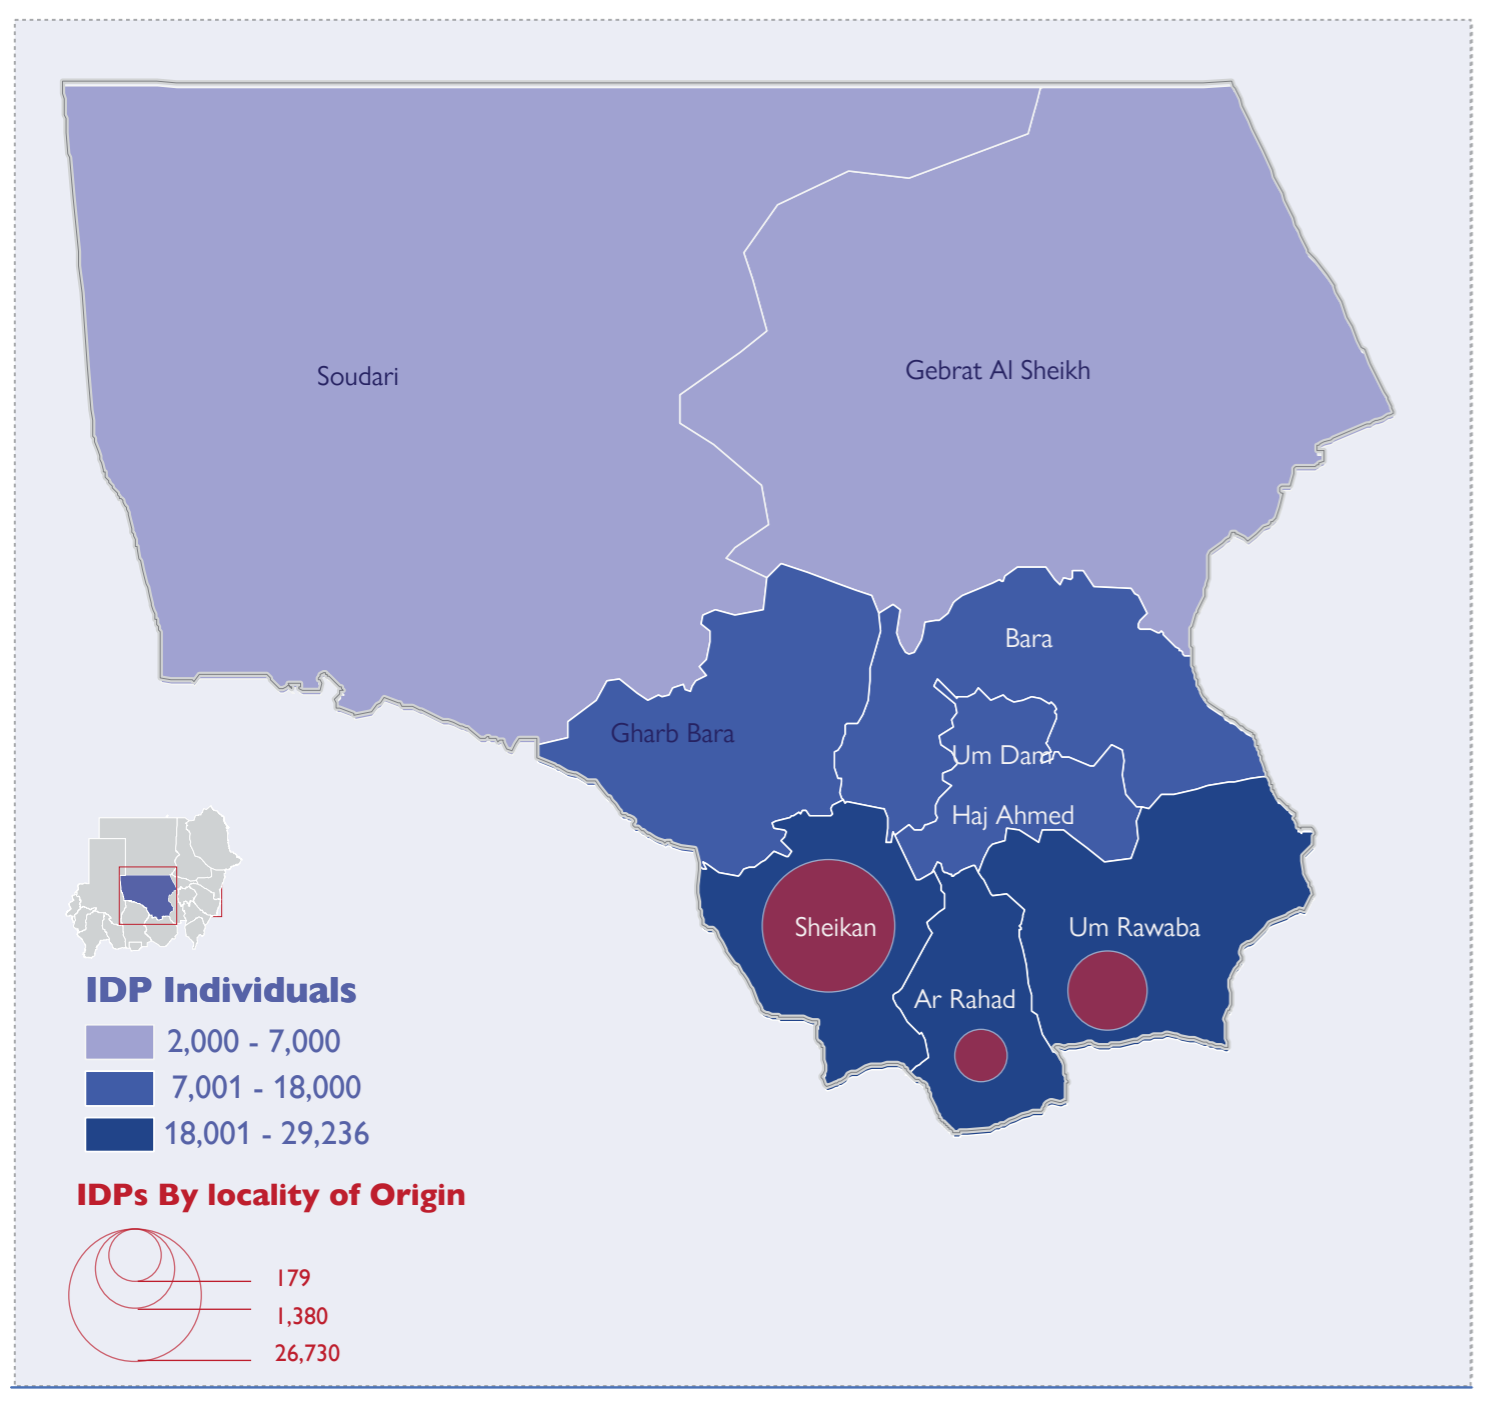 Soudari
Gebrat Al Sheikh
Bara
Gharb Bara
Um Dam
Haj Ahmed
Sheikan
Um Rawaba
Ar Rahad
IDP Individuals
2,000 - 7,000
7,001 - 18,000
18,001 - 29,236
IDPs By locality of Origin
179
1,380
26,730